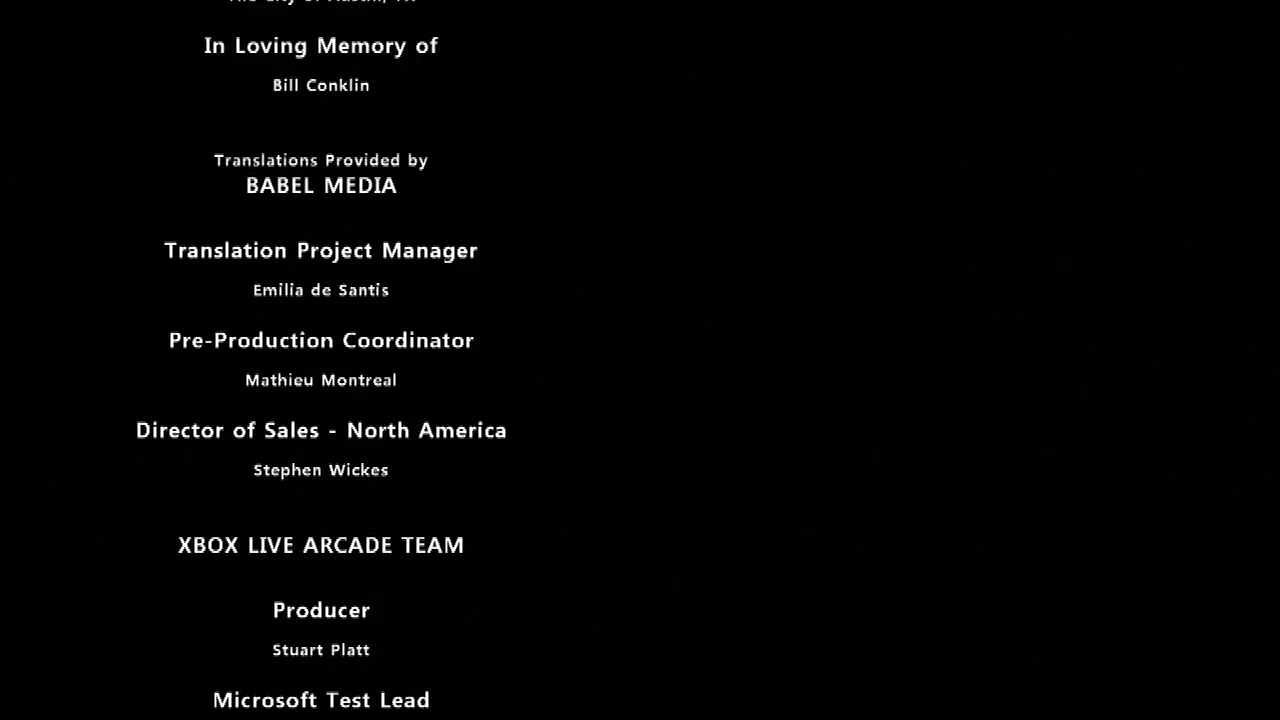 In Loving Memory of
Bill Conklin
Translations Provided by
BABEL MEDIA
Translation Project Manager
Emilia de Santis
Pre-Production Coordinator
Mathieu Montreal
Director of Sales - North America
Stephen Wickes
XBOX LIVE ARCADE TEAM
Producer
Stuart Platt
Microsoft Test Lead